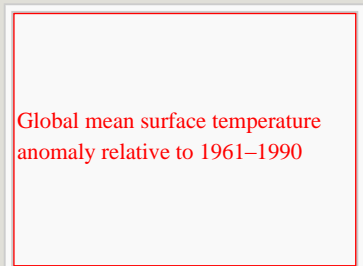 Global mean surface temperature
anomaly relative to 1961–1990